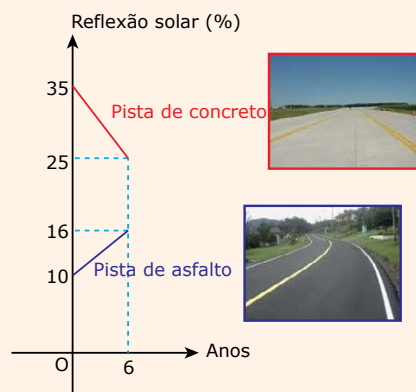 Reflexão solar (%)
35
Pista de concreto
25
16
10
Pista de asfalto
O
6
Anos